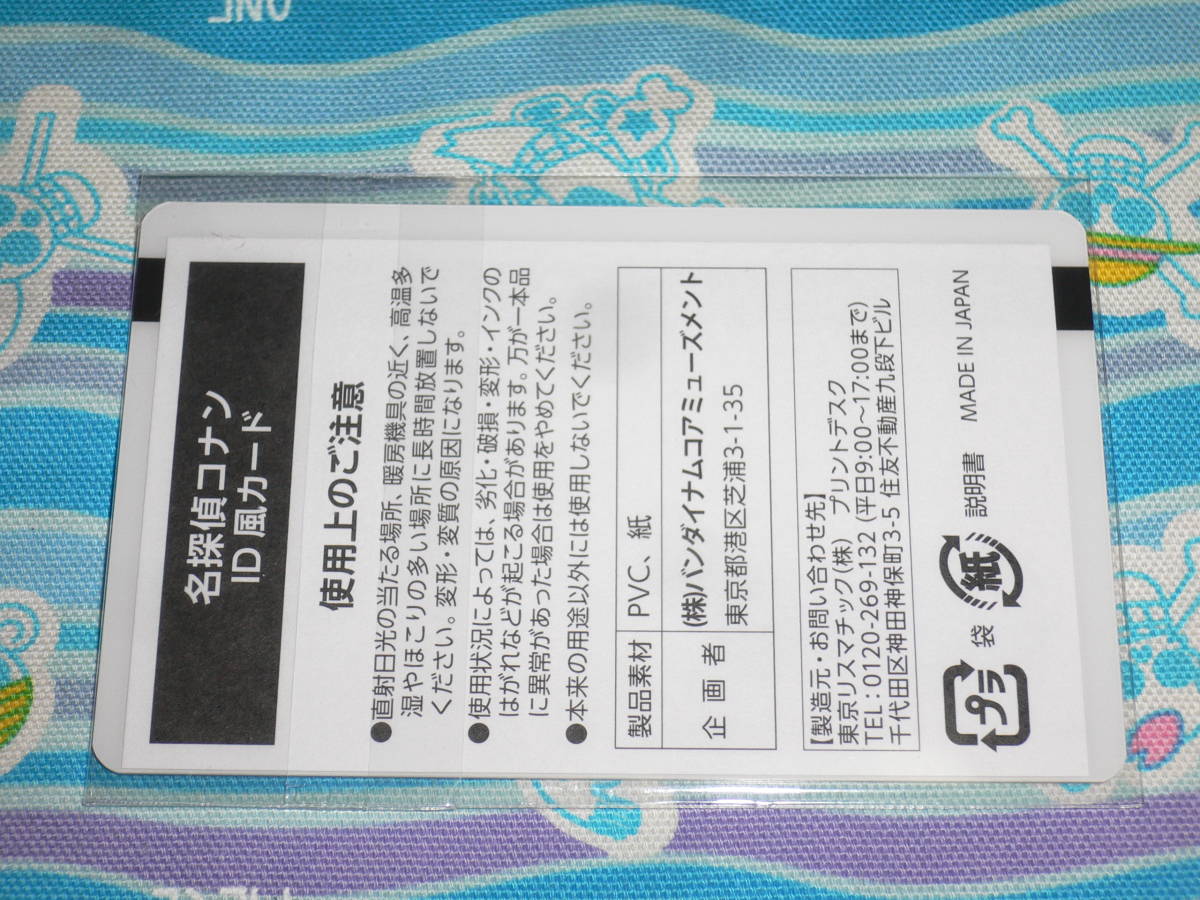 名探偵コナン
ID 風カード
使用上のご注意
●直射日光の当たる場所、暖房機具の近く、高温多
湿やほこりの多い場所に長時間放置しないで
ください。変形・変質の原因になります。
●使用状況によっては、劣化・破損・変形・インクの
はがれなどが起こる場合があります。万が一本品
に異常があった場合は使用をやめてください。
●本来の用途以外には使用しないでください。
製品素材 PVC、紙
企画者 (株)バンダイナムコアミューズメント
東京都港区芝浦3-1-35
【製造元・お問い合わせ先】
東京リスマチック(株) プリントデスク
TEL:0120-269-132 (平日9:00～17:00まで)
千代田区神田神保町3-5 住友不動産九段下ビル
プラ 袋 紙 説明書 MADE IN JAPAN